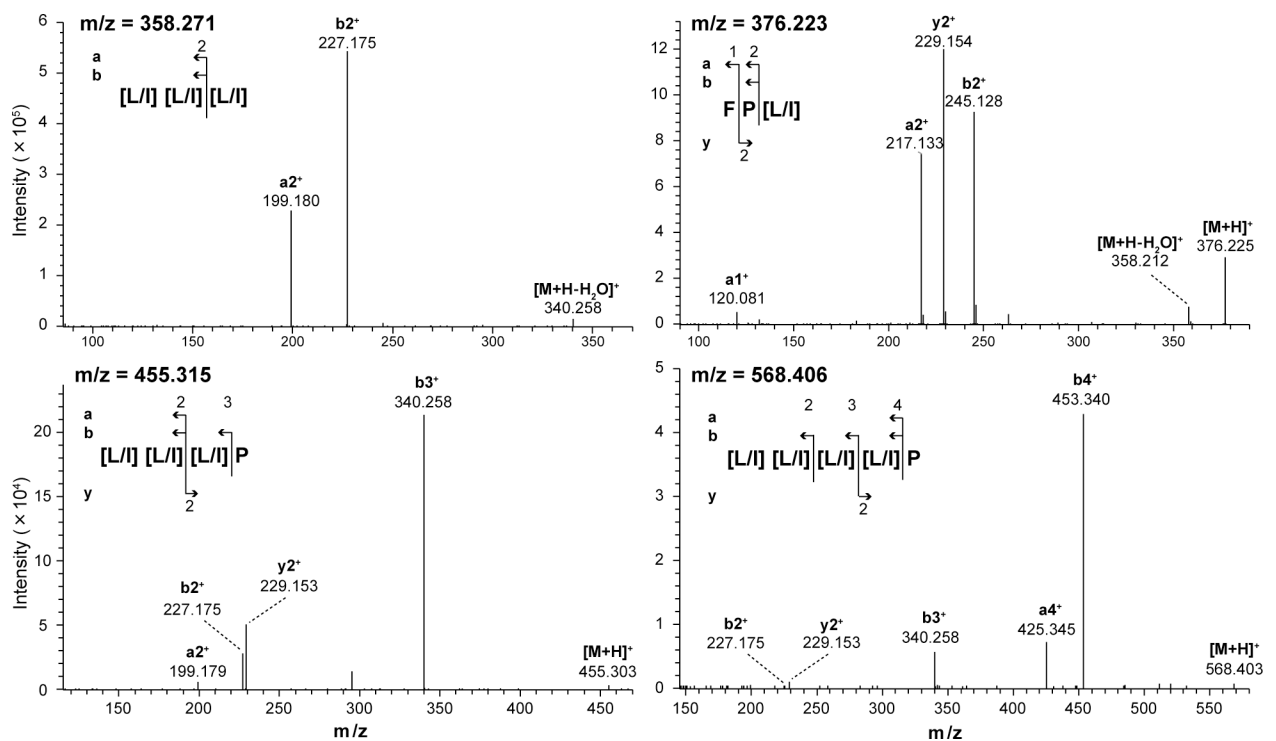 m/z = 358.271
6
5
4
3
2
1
0
Intensity ( × 10⁵)
100
200
300
350
a
b
2
[L/I] [L/I] [L/I]
b2⁺
227.175
a2⁺
199.180
[M+H-H₂O]⁺
340.258
m/z = 376.223
12
10
8
6
4
2
0
100
200
250
300
350
a
b
1 2
F P [L/I]
y
2
y2⁺
229.154
b2⁺
245.128
a2⁺
217.133
a1⁺
120.081
[M+H-H₂O]⁺
358.212
[M+H]⁺
376.225
m/z = 455.315
20
15
10
5
0
Intensity ( × 10⁴)
150
200
250
300
350
400
450
m/z
2 3
a
b
[L/I] [L/I] [L/I] P
y
2
b3⁺
340.258
b2⁺
227.175
y2⁺
229.153
a2⁺
199.179
[M+H]⁺
455.303
m/z = 568.406
5
4
3
2
1
0
150
200
250
300
350
400
450
500
550
m/z
2 3 4
a
b
[L/I] [L/I] [L/I] [L/I] P
y
2
b4⁺
453.340
b2⁺
227.175
y2⁺
229.153
b3⁺
340.258
a4⁺
425.345
[M+H]⁺
568.403